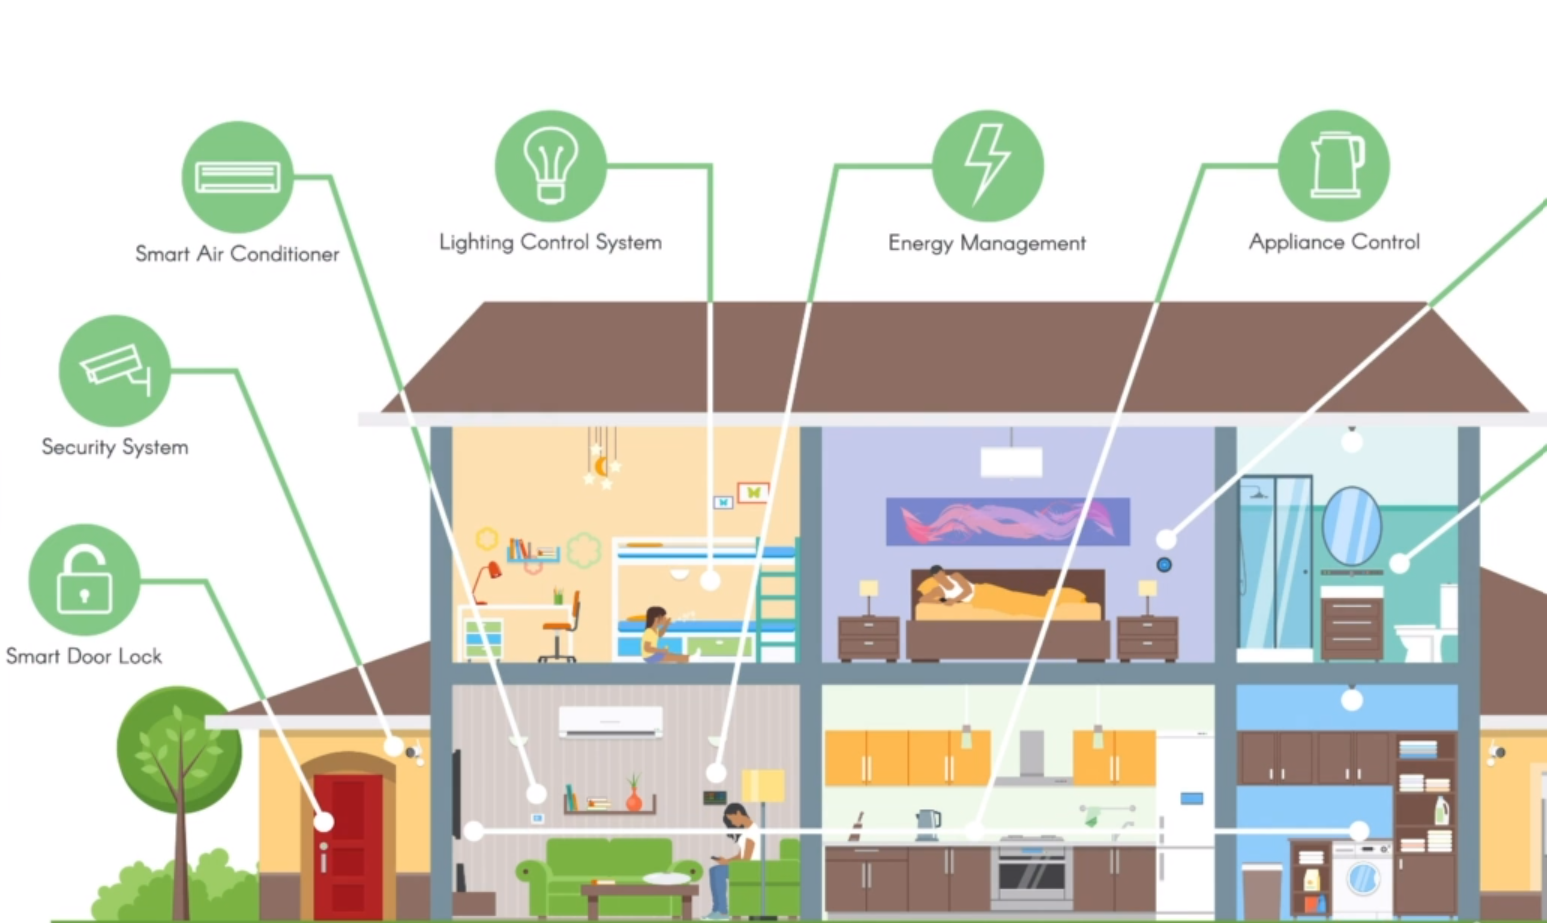 Lighting Control System
Energy Management
Appliance Control
Smart Air Conditioner
Security System
Smart Door Lock